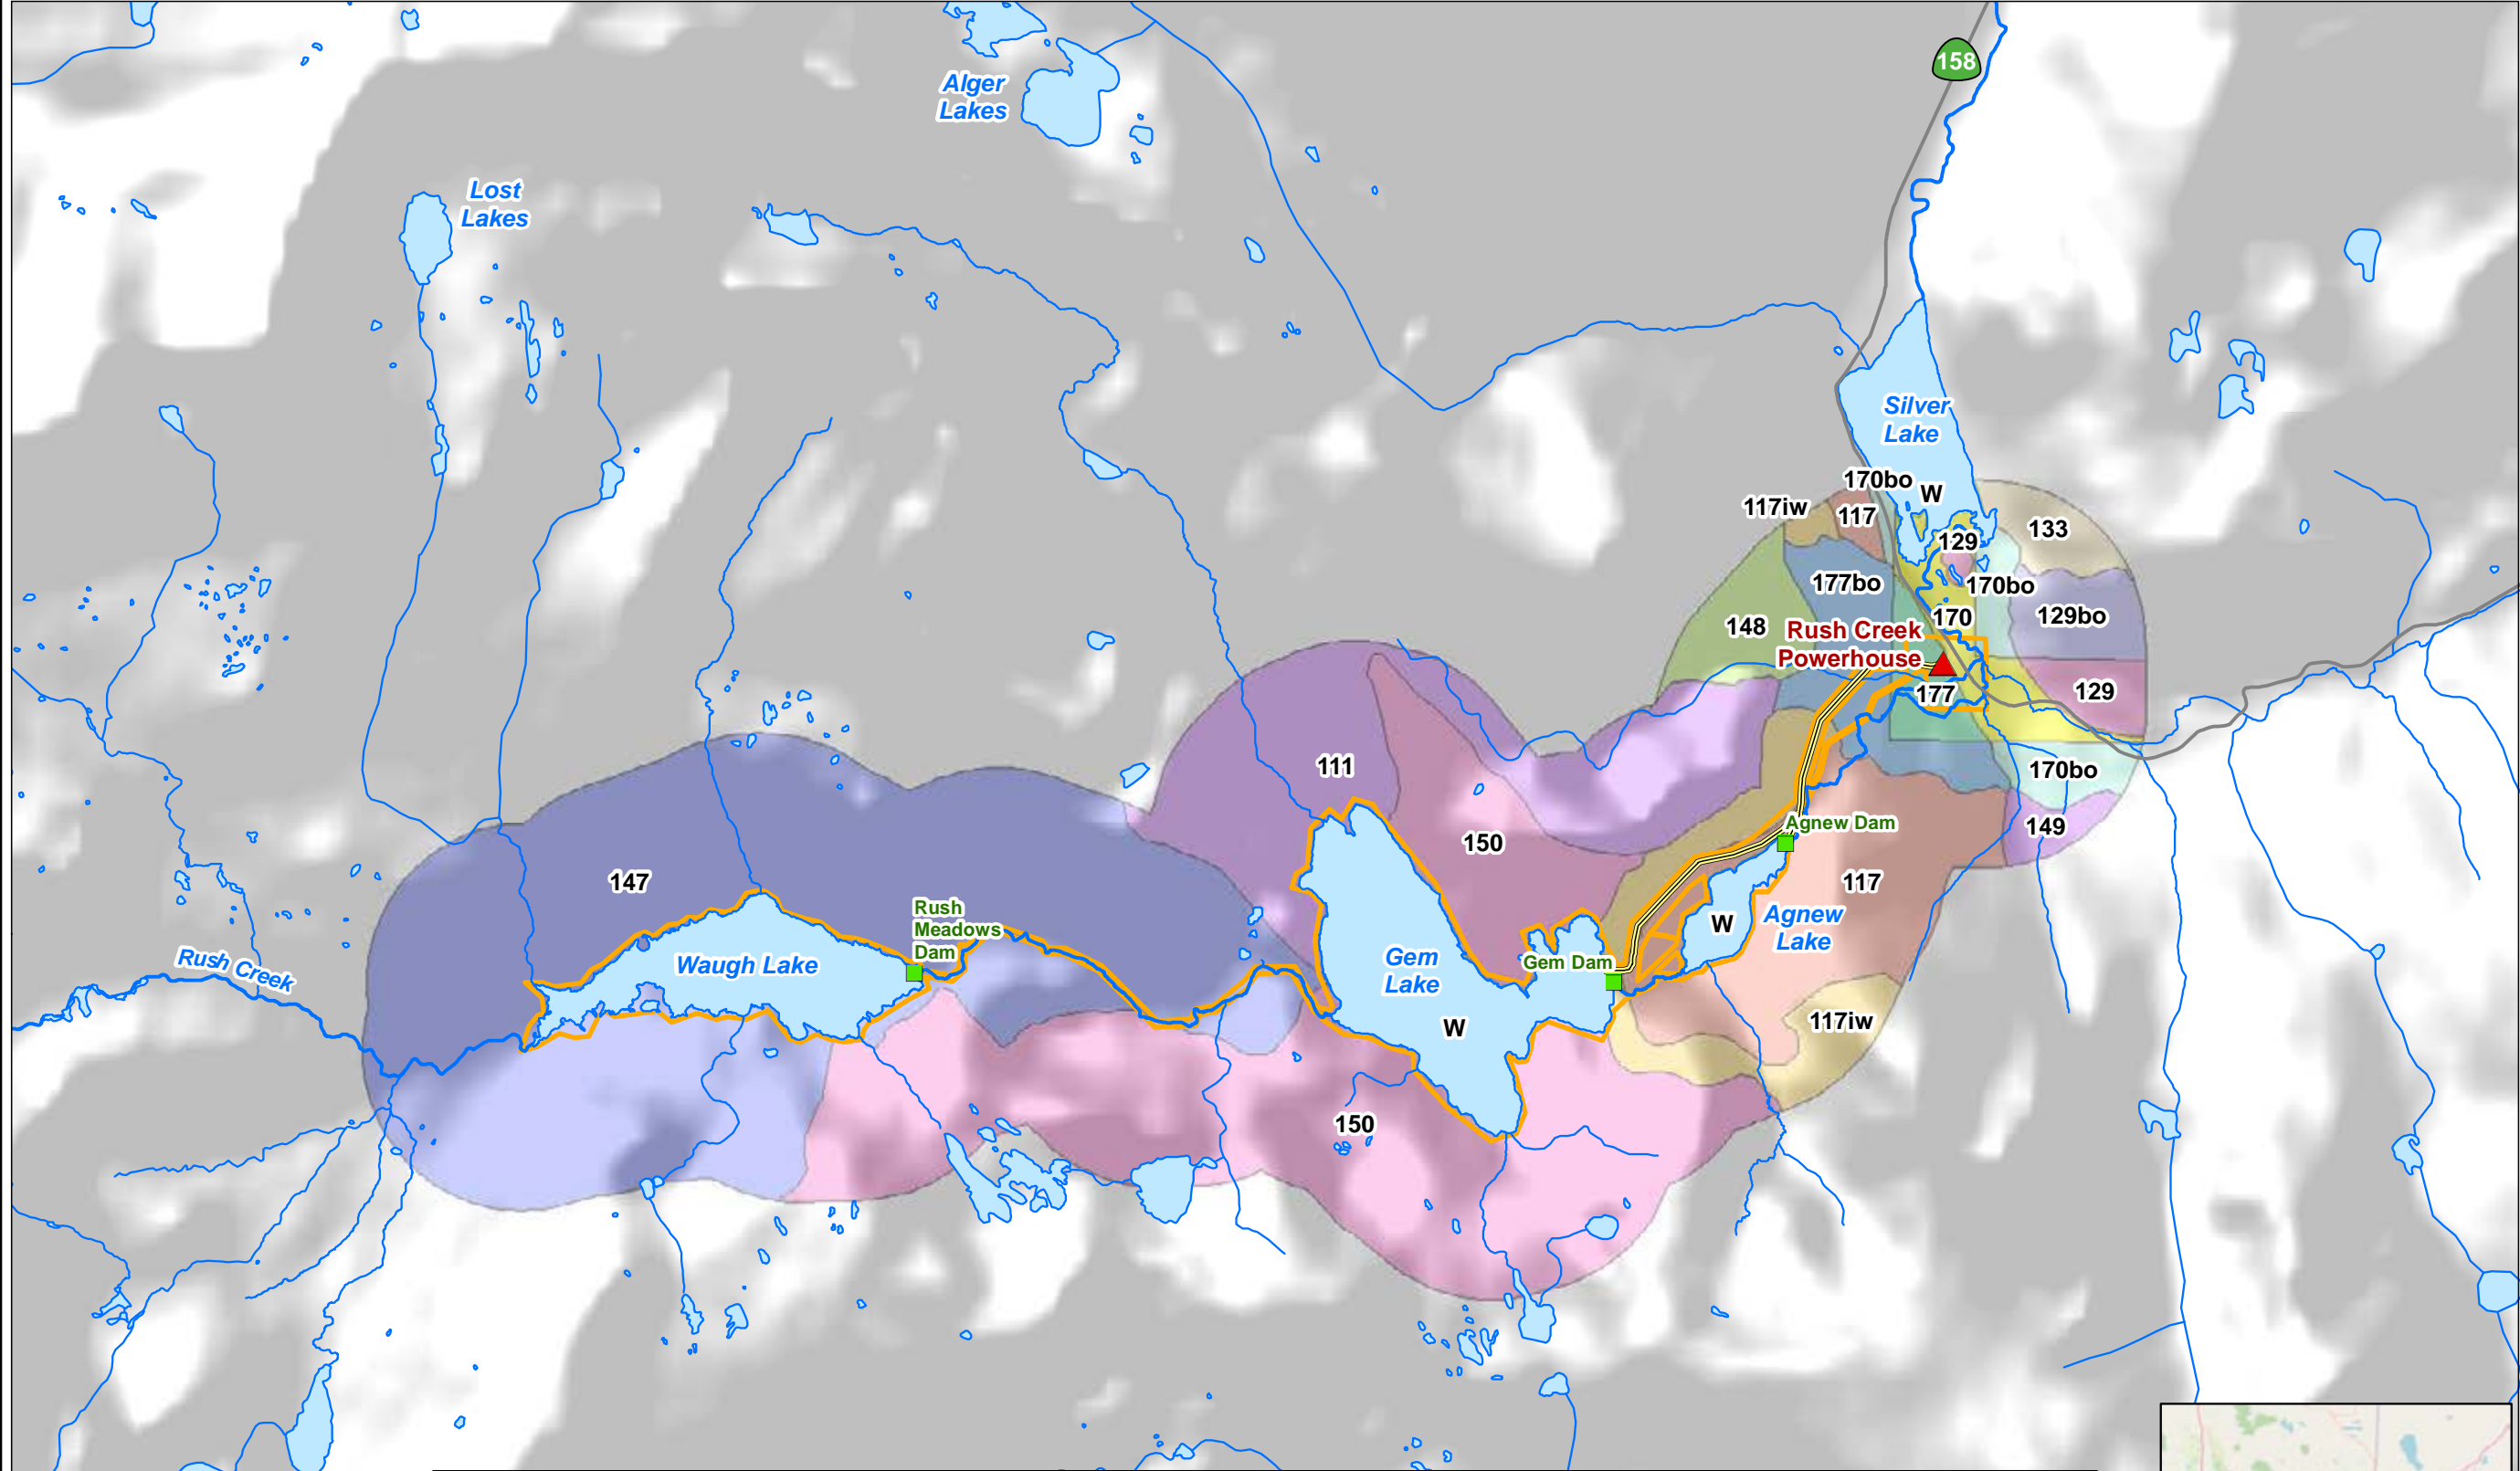 158
Alger
Lakes
Lost
Lakes
Silver
Lake
170bo
W
117iw
117
133
129
177bo
170bo
170
129bo
148
Rush Creek
Powerhouse
177
129
111
170bo
150
Agnew Dam
149
147
117
Rush
Meadows
Dam
W
Agnew
Lake
Waugh Lake
Gem
Lake
Gem Dam
Rush Creek
W
117iw
150